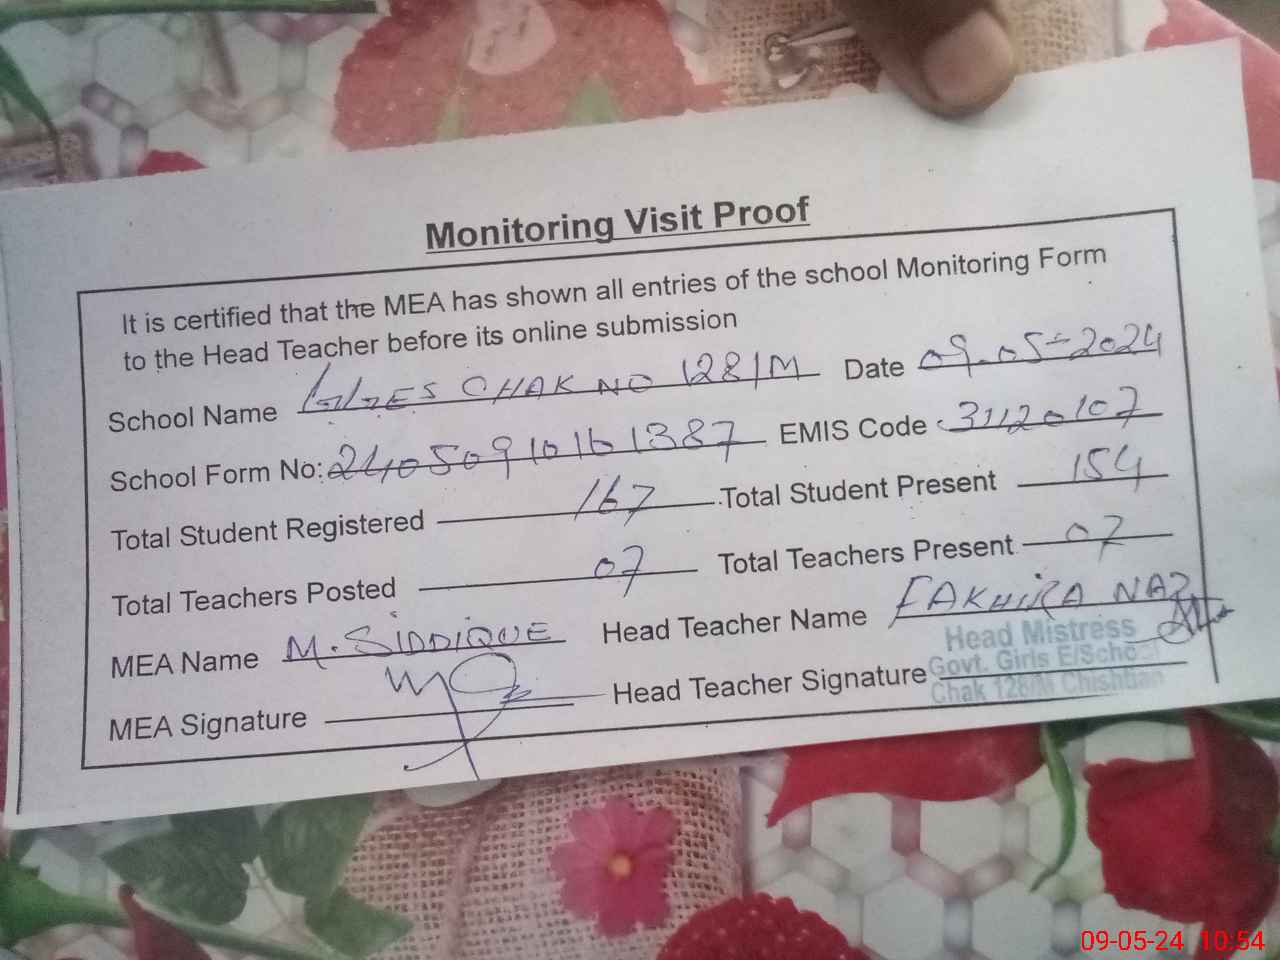 Monitoring Visit Proof
It is certified that the MEA has shown all entries of the school Monitoring Form
to the Head Teacher before its online submission
School Name GGES CHAK NO 128/M Date 09-05-2024
School Form No: 24050910161387 EMIS Code 31120107
Total Student Registered 167 Total Student Present 154
Total Teachers Posted 07 Total Teachers Present 07
MEA Name M. SIDDIQUE Head Teacher Name FAKHIRA NAZ
MEA Signature Head Teacher Signature
Head Mistress
Govt. Girls E/School
Chak 128/M Chishtian
09-05-24 10:54